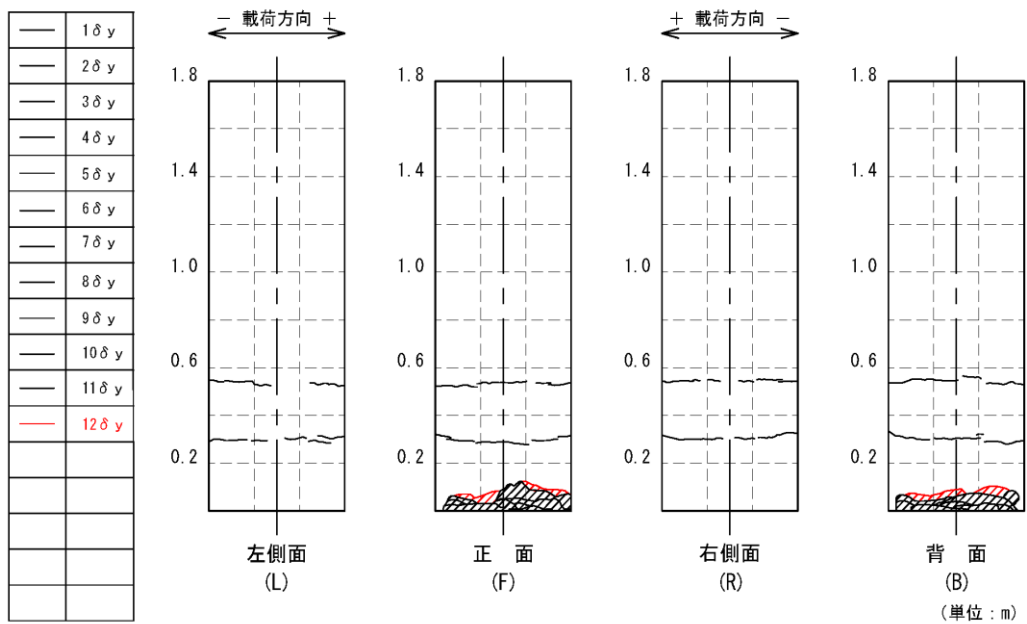 1δy
2δy
3δy
4δy
5δy
6δy
7δy
8δy
9δy
10δy
11δy
12δy
− 載荷方向 +
1.8
1.4
1.0
0.6
0.2
左側面
(L)
1.8
1.4
1.0
0.6
0.2
正 面
(F)
+ 載荷方向 −
1.8
1.4
1.0
0.6
0.2
右側面
(R)
1.8
1.4
1.0
0.6
0.2
背 面
(B)
(単位:m)